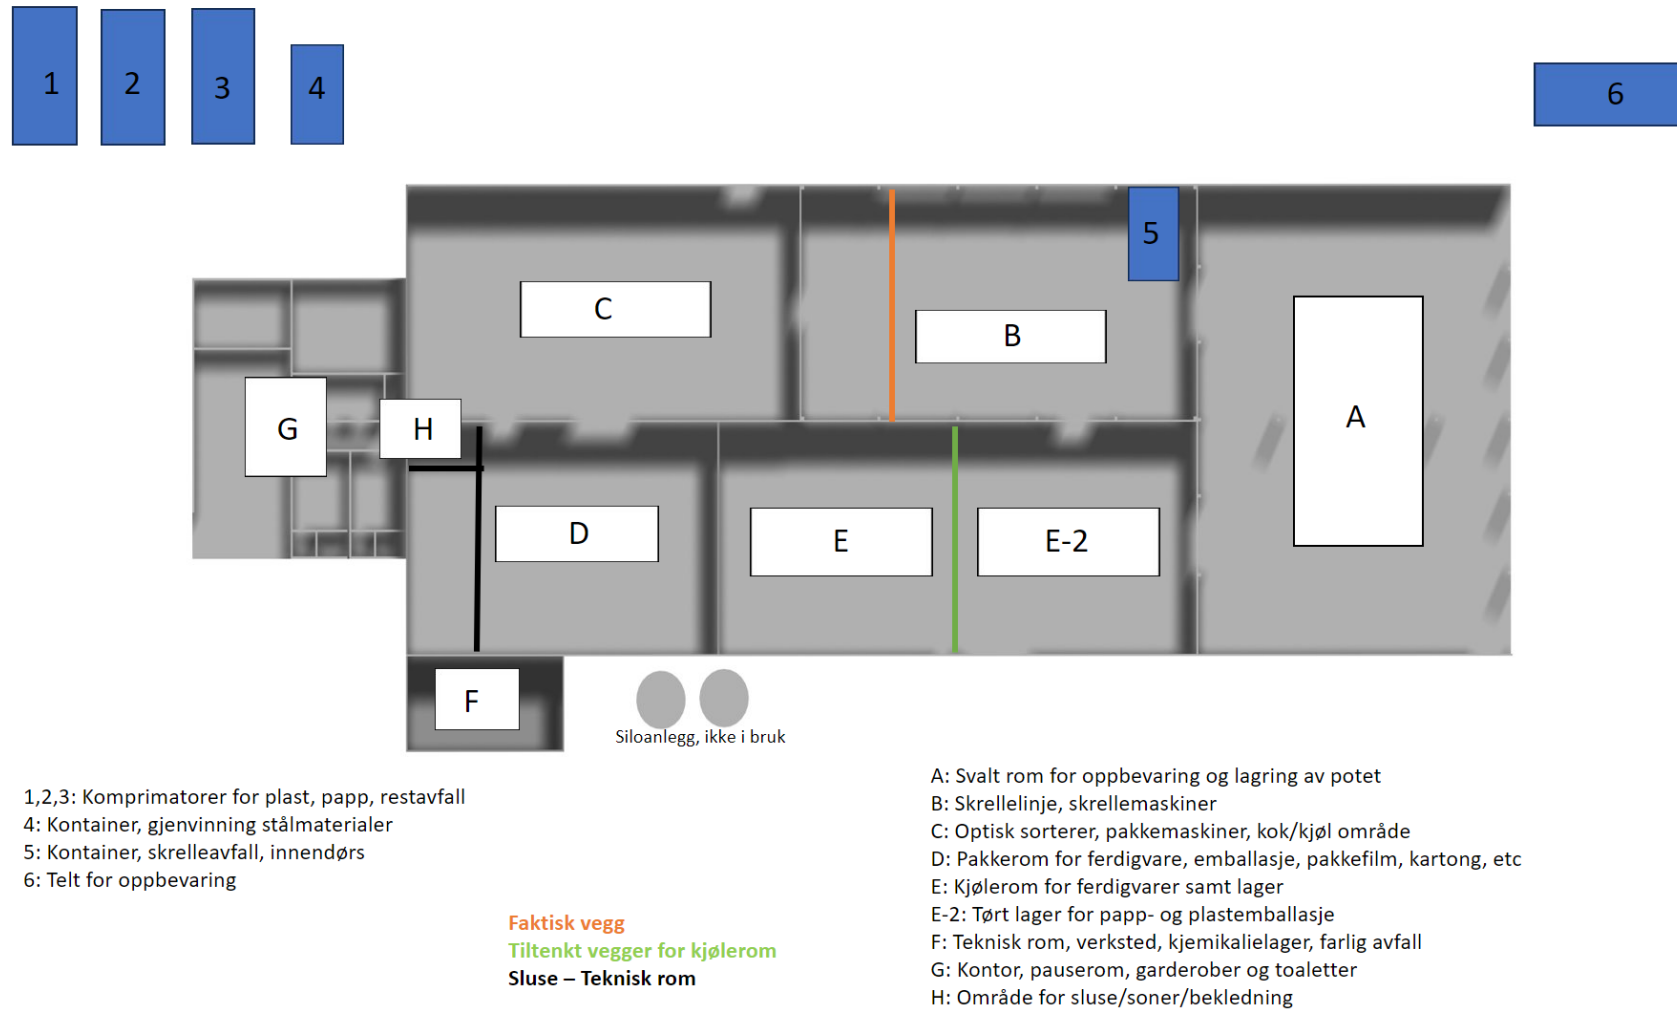 1
2
3
4
6
5
C
B
A
G
H
D
E
E-2
F
Siloanlegg, ikke i bruk
1,2,3: Komprimatorer for plast, papp, restavfall
4: Kontainer, gjenvinning stålmaterialer
5: Kontainer, skrelleavfall, innendørs
6: Telt for oppbevaring
Faktisk vegg
Tiltenkt vegger for kjølerom
Sluse – Teknisk rom
A: Svalt rom for oppbevaring og lagring av potet
B: Skrellelinje, skrellemaskiner
C: Optisk sorterer, pakkemaskiner, kok/kjøl område
D: Pakkerom for ferdigvare, emballasje, pakkefilm, kartong, etc
E: Kjølerom for ferdigvarer samt lager
E-2: Tørt lager for papp- og plastemballasje
F: Teknisk rom, verksted, kjemikalielager, farlig avfall
G: Kontor, pauserom, garderober og toaletter
H: Område for sluse/soner/bekledning